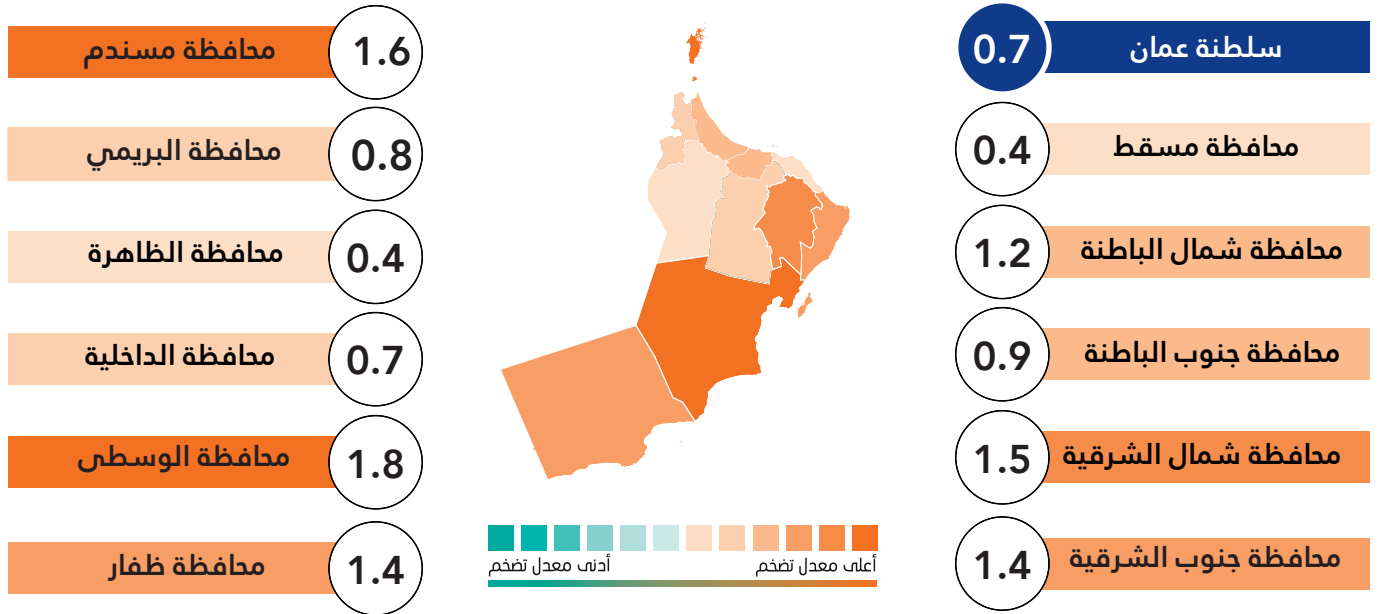 سلطنة عمان
0.7
محافظة مسقط
0.4
محافظة شمال الباطنة
1.2
محافظة جنوب الباطنة
0.9
محافظة شمال الشرقية
1.5
محافظة جنوب الشرقية
1.4
أعلى معدل تضخم
أدنى معدل تضخم
1.6
محافظة مسندم
0.8
محافظة البريمي
0.4
محافظة الظاهرة
0.7
محافظة الداخلية
1.8
محافظة الوسطى
1.4
محافظة ظفار